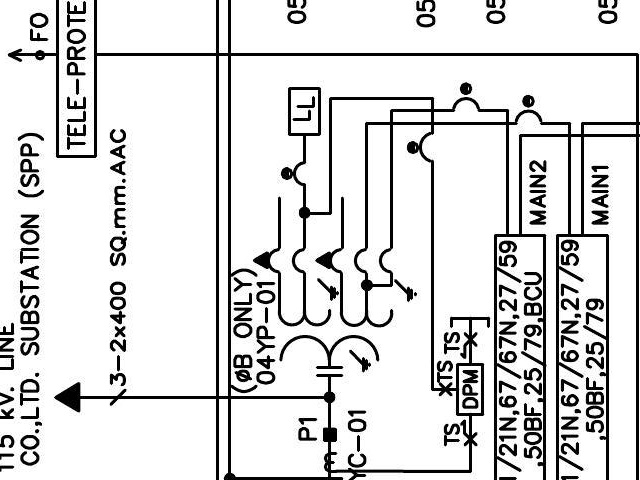 115 kV. LINE
CO.,LTD. SUBSTATION (SPP)
FO
TELE-PROTE
3-2x400 SQ.mm.AAC
(ØB ONLY)
04YP-01
LL
P1
YC-01
TS
TS
TS
DPM
1/21N,67/67N,27/59
,50BF,25/79,BCU
MAIN2
1/21N,67/67N,27/59
,50BF,25/79
MAIN1
05
05
05
05